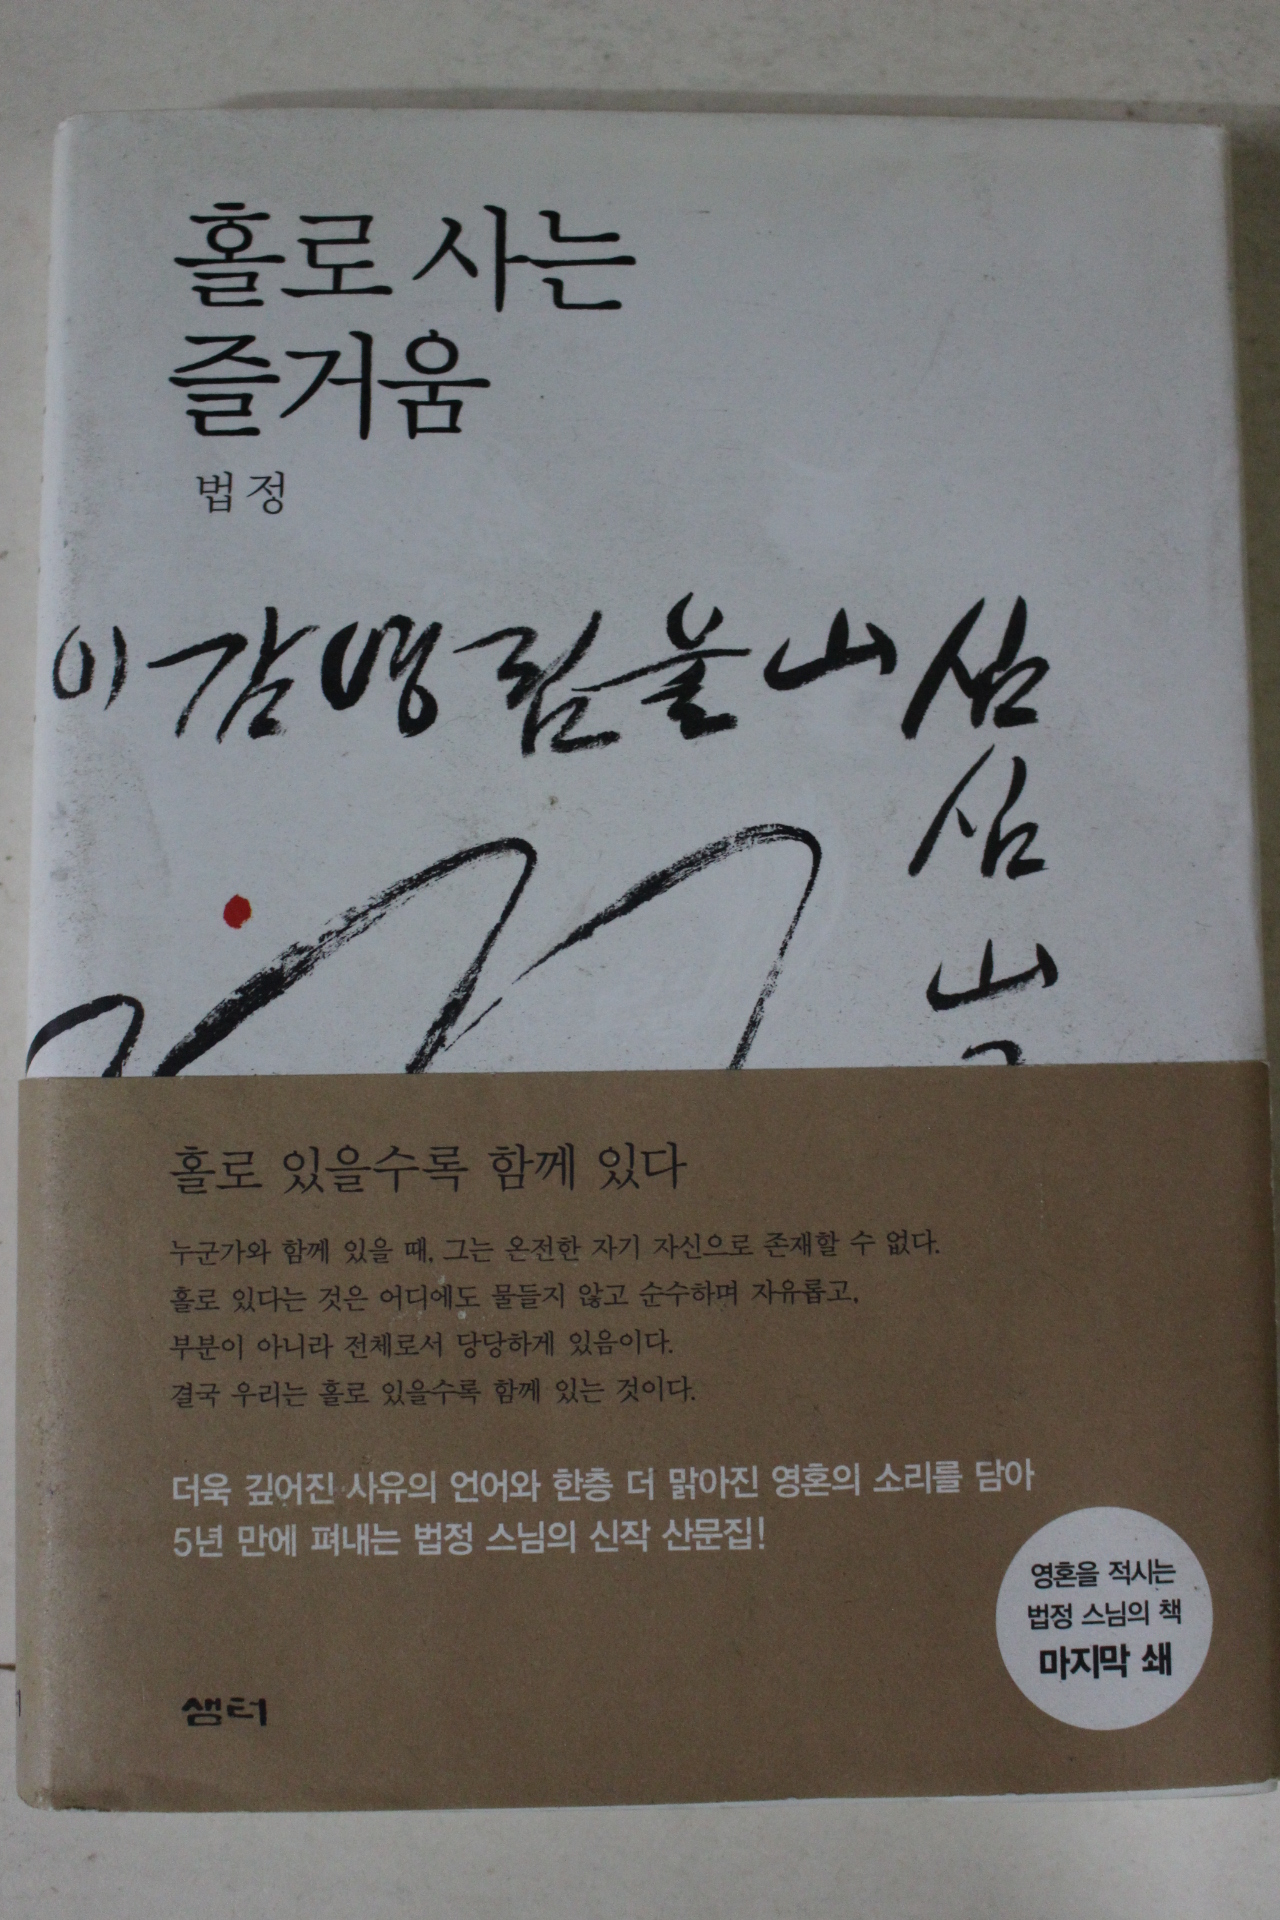 홀로 사는
즐거움
법정
홀로 있을수록 함께 있다
누군가와 함께 있을 때, 그는 온전한 자기 자신으로 존재할 수 없다.
홀로 있다는 것은 어디에도 물들지 않고 순수하며 자유롭고,
부분이 아니라 전체로서 당당하게 있음이다.
결국 우리는 홀로 있을수록 함께 있는 것이다.
더욱 깊어진 사유의 언어와 한층 더 맑아진 영혼의 소리를 담아
5년 만에 펴내는 법정 스님의 신작 산문집!
영혼을 적시는
법정 스님의 책
마지막 쇄
샘터